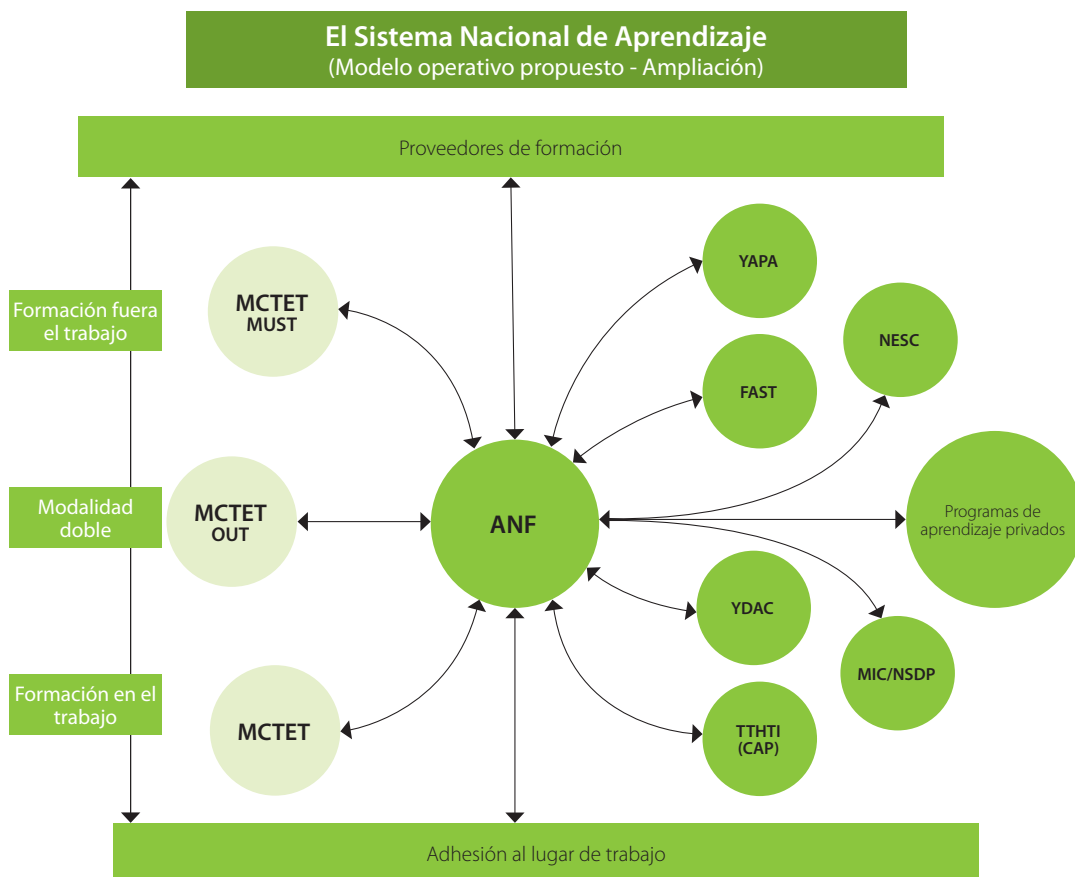 El Sistema Nacional de Aprendizaje
(Modelo operativo propuesto - Ampliación)
Proveedores de formación
Formación fuera
el trabajo
Modalidad
doble
Formación en el
trabajo
MCTET
MUST
MCTET
OUT
MCTET
ANF
YAPA
FAST
NESC
Programas de
aprendizaje privados
YDAC
MIC/NSDP
TTHTI
(CAP)
Adhesión al lugar de trabajo